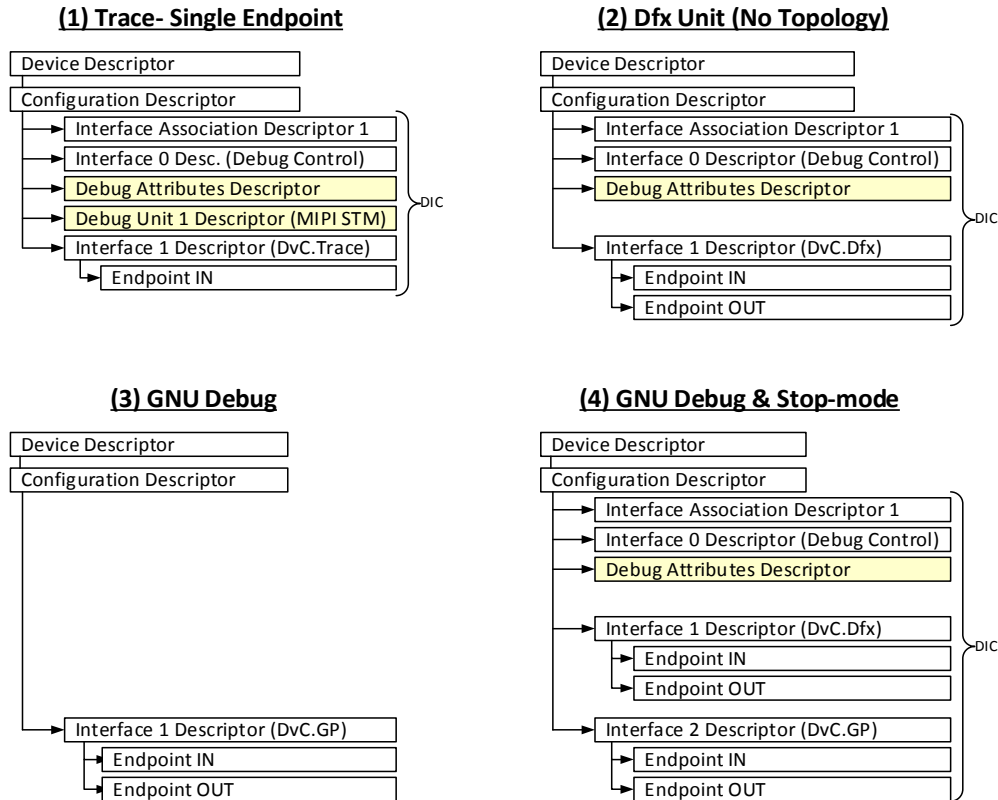 (1) Trace- Single Endpoint
Device Descriptor
Configuration Descriptor
Interface Association Descriptor 1
Interface 0 Desc. (Debug Control)
Debug Attributes Descriptor
Debug Unit 1 Descriptor (MIPI STM)
Interface 1 Descriptor (DvC.Trace)
Endpoint IN
DIC
(2) Dfx Unit (No Topology)
Device Descriptor
Configuration Descriptor
Interface Association Descriptor 1
Interface 0 Descriptor (Debug Control)
Debug Attributes Descriptor
Interface 1 Descriptor (DvC.Dfx)
Endpoint IN
Endpoint OUT
DIC
(3) GNU Debug
Device Descriptor
Configuration Descriptor
Interface 1 Descriptor (DvC.GP)
Endpoint IN
Endpoint OUT
(4) GNU Debug & Stop-mode
Device Descriptor
Configuration Descriptor
Interface Association Descriptor 1
Interface 0 Descriptor (Debug Control)
Debug Attributes Descriptor
Interface 1 Descriptor (DvC.Dfx)
Endpoint IN
Endpoint OUT
Interface 2 Descriptor (DvC.GP)
Endpoint IN
Endpoint OUT
DIC